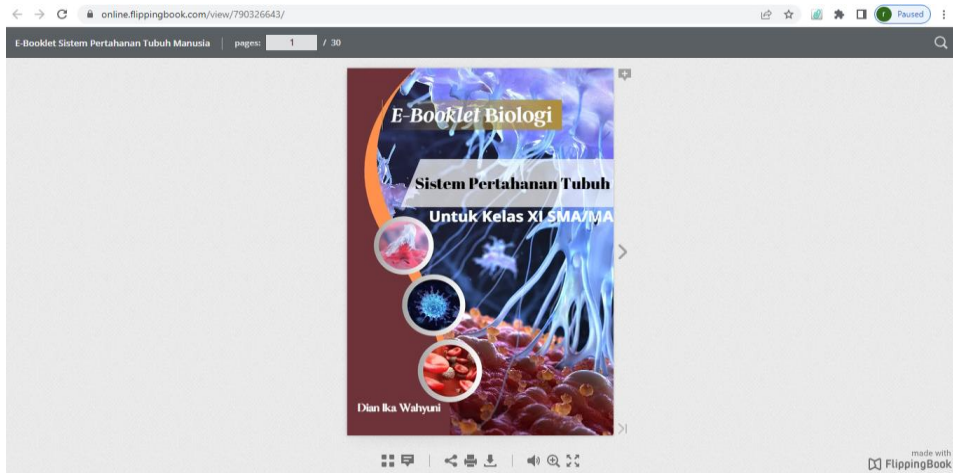 online.flippingbook.com/view/790326643/
r Paused
E-Booklet Sistem Pertahanan Tubuh Manusia pages: 1 / 30
E-Booklet Biologi
Sistem Pertahanan Tubuh
Untuk Kelas XI SMA/MA
Dian Ika Wahyuni
made with
FlippingBook